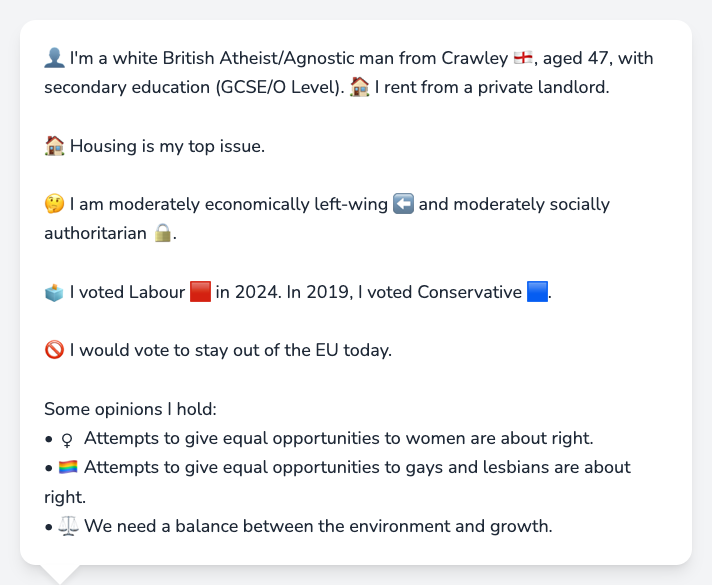 👤 I'm a white British Atheist/Agnostic man from Crawley 🏴󠁧󠁢󠁥󠁮󠁧󠁿, aged 47, with
secondary education (GCSE/O Level). 🏠 I rent from a private landlord.
🏠 Housing is my top issue.
🤔 I am moderately economically left-wing ⬅️ and moderately socially
authoritarian 🔒.
🗳️ I voted Labour 🟥 in 2024. In 2019, I voted Conservative 🟦.
🚫 I would vote to stay out of the EU today.
Some opinions I hold:
• ♀ Attempts to give equal opportunities to women are about right.
• 🏳️‍🌈 Attempts to give equal opportunities to gays and lesbians are about
right.
• ⚖️ We need a balance between the environment and growth.